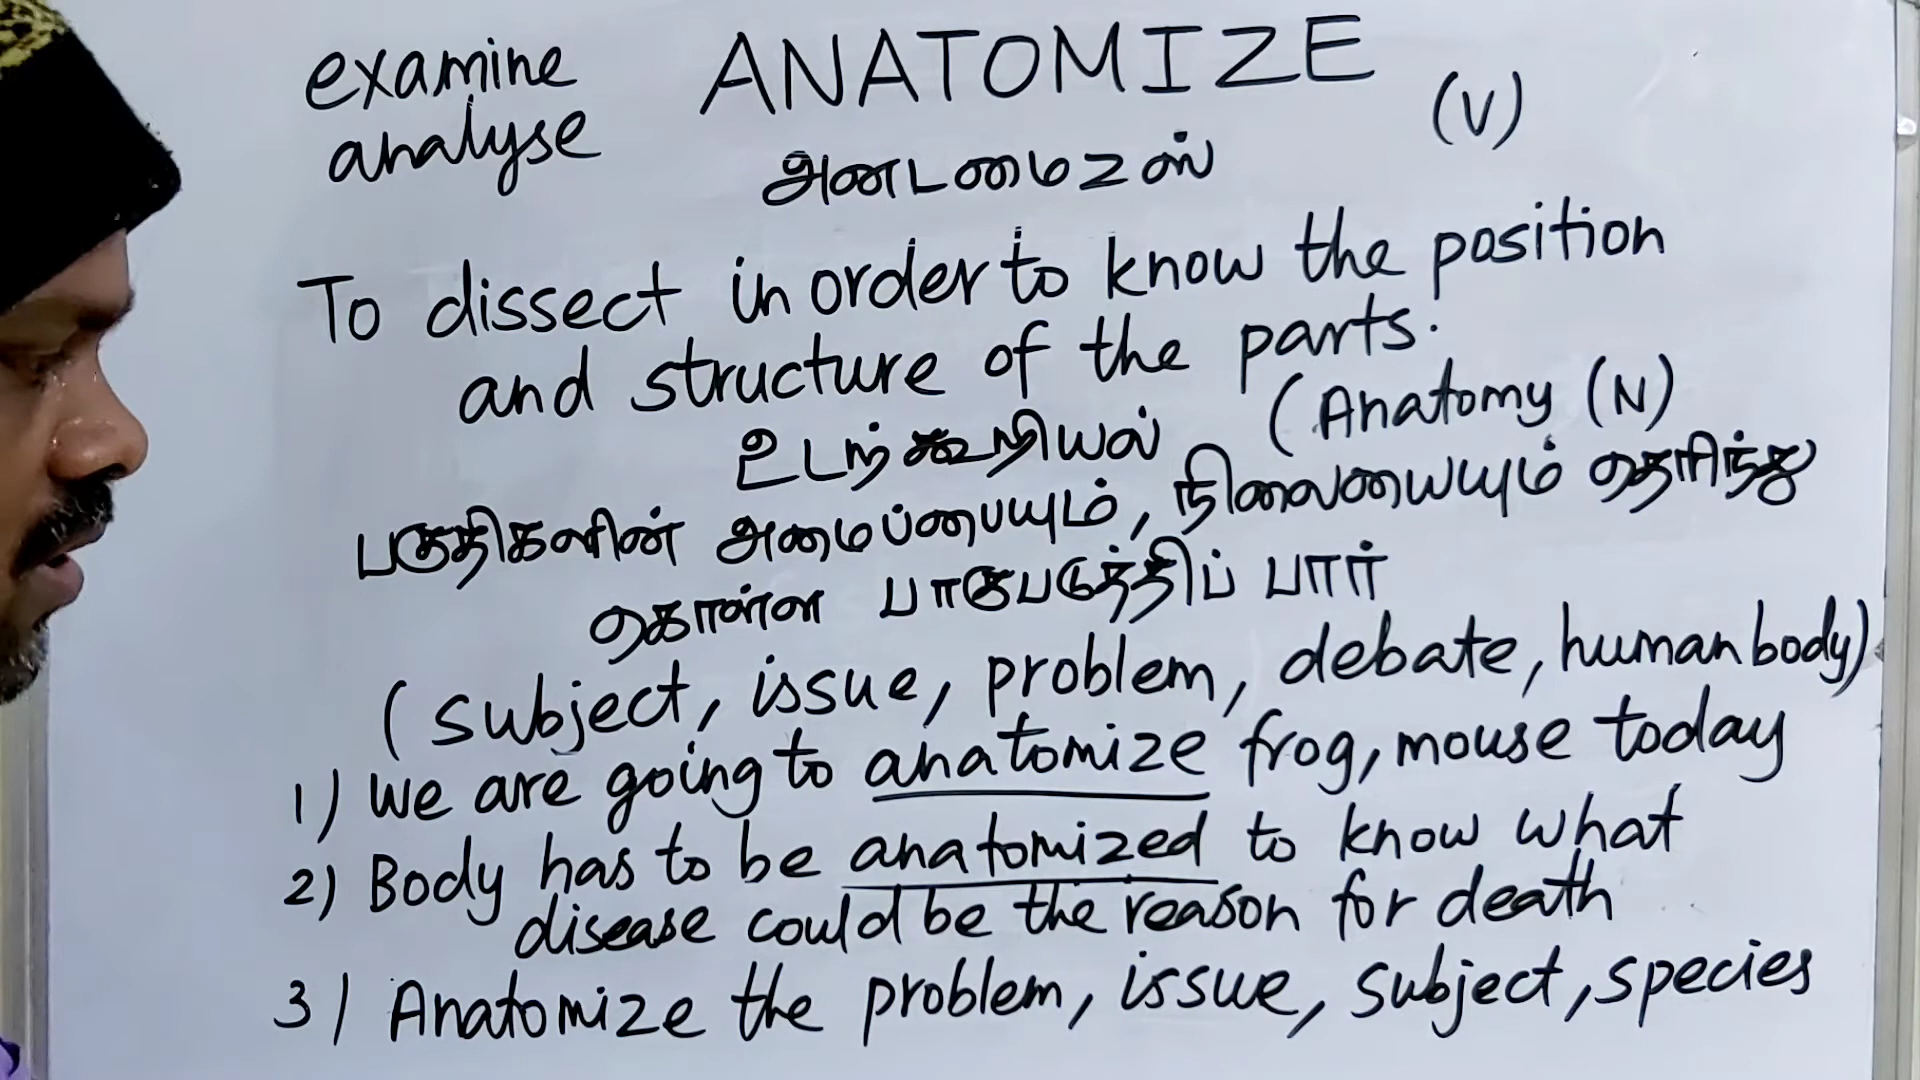 examine ANATOMIZE (V)
analyse
அனடமைZஸ்
To dissect in order to know the position
and structure of the parts.
(Anatomy (N)
உடற்கூறியல்
பகுதிகளின் அமைப்பையும், நிலையையும் தெரிந்து
கொள்ள பாகுபடுத்திப் பார்
(subject, issue, problem, debate, human body)
1) We are going to anatomize frog, mouse today
2) Body has to be anatomized to know what
disease could be the reason for death
3) Anatomize the problem, issue, subject, species